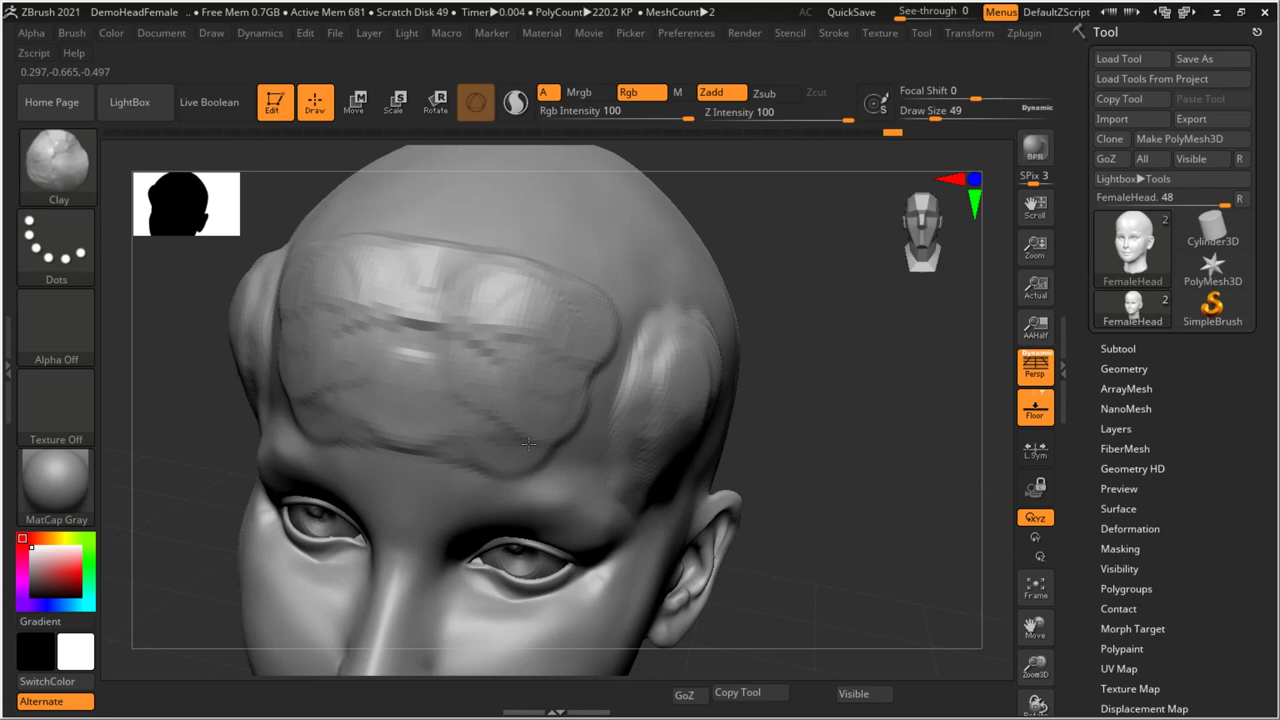 ZBrush 2021 DemoHeadFemale .. • Free Mem 0.7GB • Active Mem 681 • Scratch Disk 49 • Timer▶0.004 • PolyCount▶220.2 KP • MeshCount▶2 AC QuickSave See-through 0 Menus DefaultZScript
Alpha Brush Color Document Draw Dynamics Edit File Layer Light Macro Marker Material Movie Picker Preferences Render Stencil Stroke Texture Tool Transform Zplugin
Zscript Help
0.297,-0.665,-0.497
Home Page LightBox Live Boolean
Edit Draw Move Scale Rotate
A Mrgb Rgb M Zadd Zsub Zcut
Rgb Intensity 100 Z Intensity 100
S
Focal Shift 0
Draw Size 49 Dynamic
Clay
Dots
Alpha Off
Texture Off
MatCap Gray
Gradient
SwitchColor
Alternate
BPR
SPix 3
Scroll
Zoom
Actual
AAHalf
Dynamic
Persp
Floor
L.Sym
XYZ
Frame
Move
Zoom3D
GoZ Copy Tool Visible
Tool
Load Tool Save As
Load Tools From Project
Copy Tool Paste Tool
Import Export
Clone Make PolyMesh3D
GoZ All Visible R
Lightbox▶Tools
FemaleHead. 48 R
2
FemaleHead Cylinder3D
PolyMesh3D
2
FemaleHead SimpleBrush
Subtool
Geometry
ArrayMesh
NanoMesh
Layers
FiberMesh
Geometry HD
Preview
Surface
Deformation
Masking
Visibility
Polygroups
Contact
Morph Target
Polypaint
UV Map
Texture Map
Displacement Map